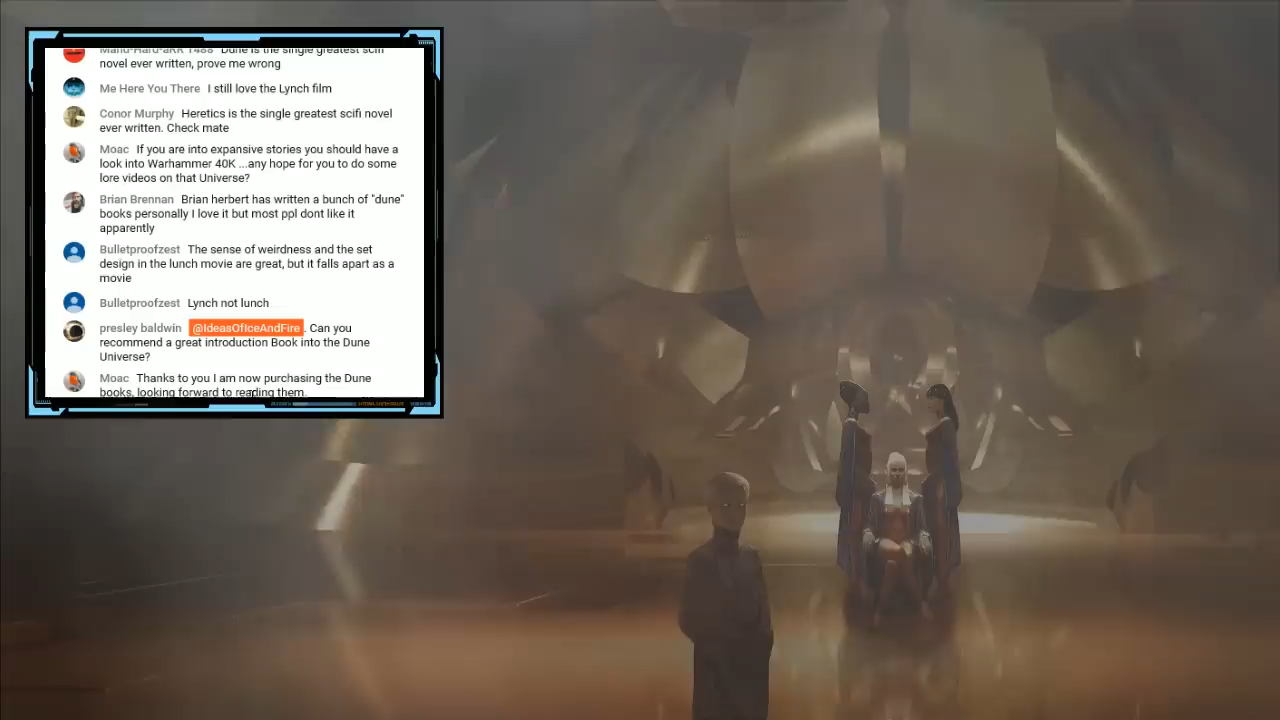 Dune is the single greatest scifi
novel ever written, prove me wrong
Me Here You There I still love the Lynch film
Conor Murphy Heretics is the single greatest scifi novel
ever written. Check mate
Moac If you are into expansive stories you should have a
look into Warhammer 40K ...any hope for you to do some
lore videos on that Universe?
Brian Brennan Brian herbert has written a bunch of "dune"
books personally I love it but most ppl dont like it
apparently
Bulletproofzest The sense of weirdness and the set
design in the lunch movie are great, but it falls apart as a
movie
Bulletproofzest Lynch not lunch
presley baldwin @IdeasOfIceAndFire . Can you
recommend a great introduction Book into the Dune
Universe?
Moac Thanks to you I am now purchasing the Dune
books, looking forward to reading them.